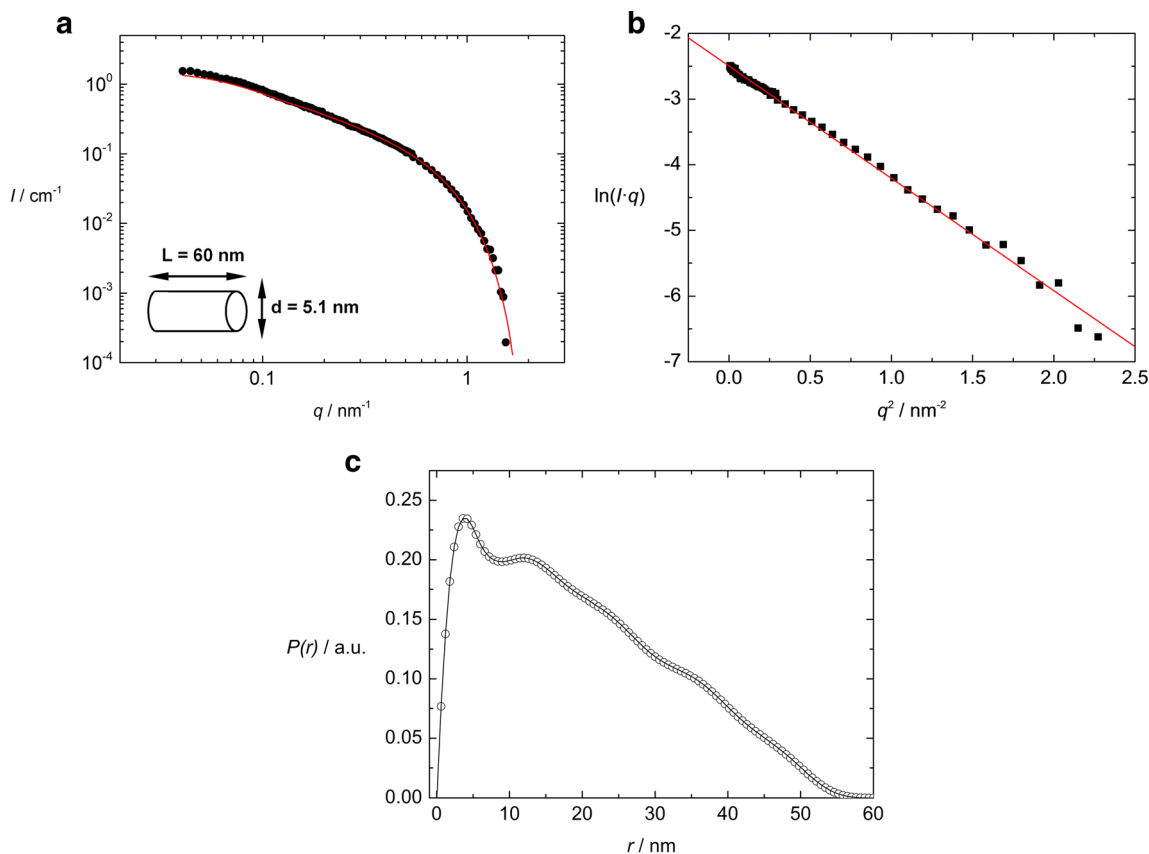 a
10⁰
10⁻¹
10⁻²
10⁻³
10⁻⁴
I / cm⁻¹
L = 60 nm
d = 5.1 nm
0.1
1
q / nm⁻¹
b
-2
-3
-4
-5
-6
-7
ln(I·q)
0.0
0.5
1.0
1.5
2.0
2.5
q² / nm⁻²
c
0.25
0.20
0.15
0.10
0.05
0.00
P(r) / a.u.
0
10
20
30
40
50
60
r / nm